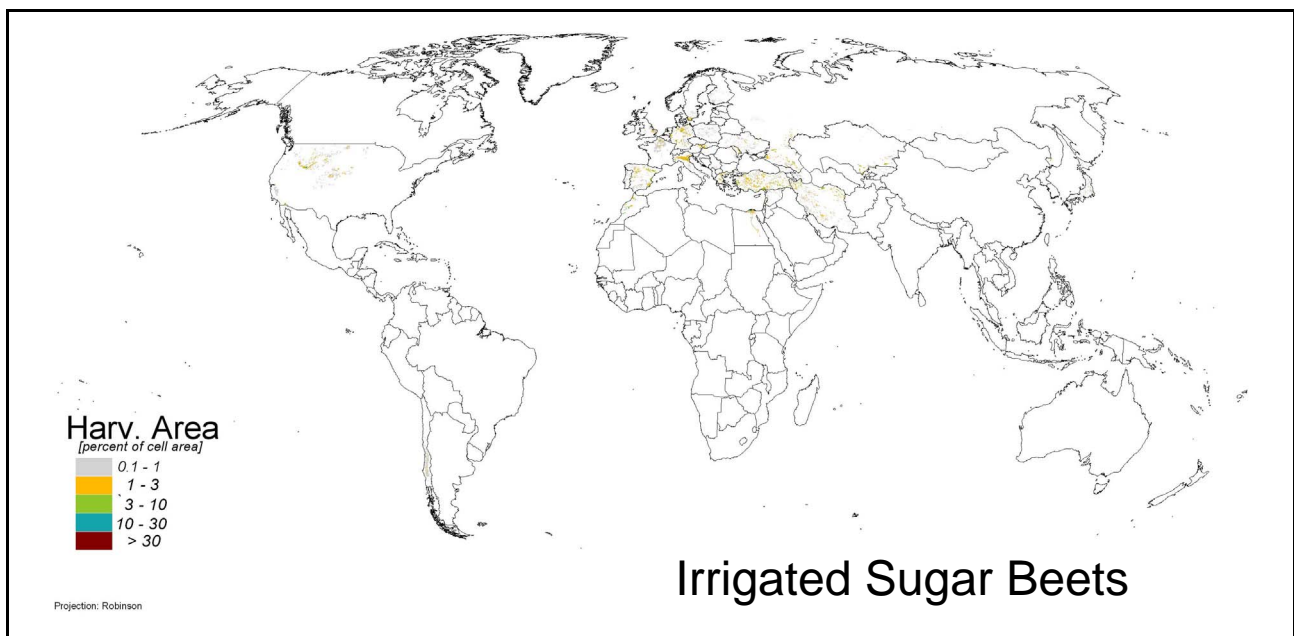 Harv. Area
[percent of cell area]
0.1 - 1
1 - 3
3 - 10
10 - 30
> 30
Irrigated Sugar Beets
Projection: Robinson